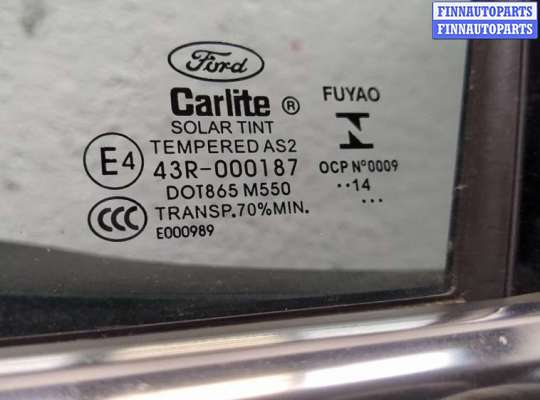 FINNAUTOPARTS
FINNAUTOPARTS
Ford
Carlite ®
SOLAR TINT
TEMPERED AS2
E4
43R-000187
DOT865 M550
CCC
TRANSP.70%MIN.
E000989
FUYAO
OCP Nº0009
··14
...